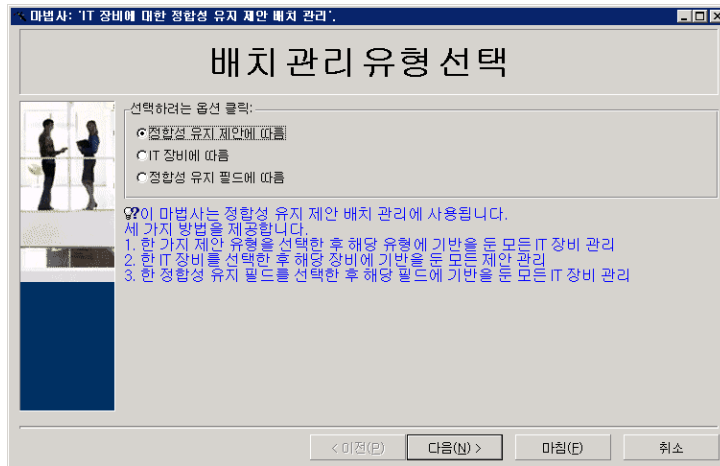 마법사: 'IT 장비에 대한 정합성 유지 제안 배치 관리'.
배치 관리 유형 선택
선택하려는 옵션 클릭:
정합성 유지 제안에 따름
IT 장비에 따름
정합성 유지 필드에 따름
이 마법사는 정합성 유지 제안 배치 관리에 사용됩니다.
세 가지 방법을 제공합니다.
1. 한 가지 제안 유형을 선택한 후 해당 유형에 기반을 둔 모든 IT 장비 관리
2. 한 IT 장비를 선택한 후 해당 장비에 기반을 둔 모든 제안 관리
3. 한 정합성 유지 필드를 선택한 후 해당 필드에 기반을 둔 모든 IT 장비 관리
< 이전(P) 다음(N) > 마침(F) 취소